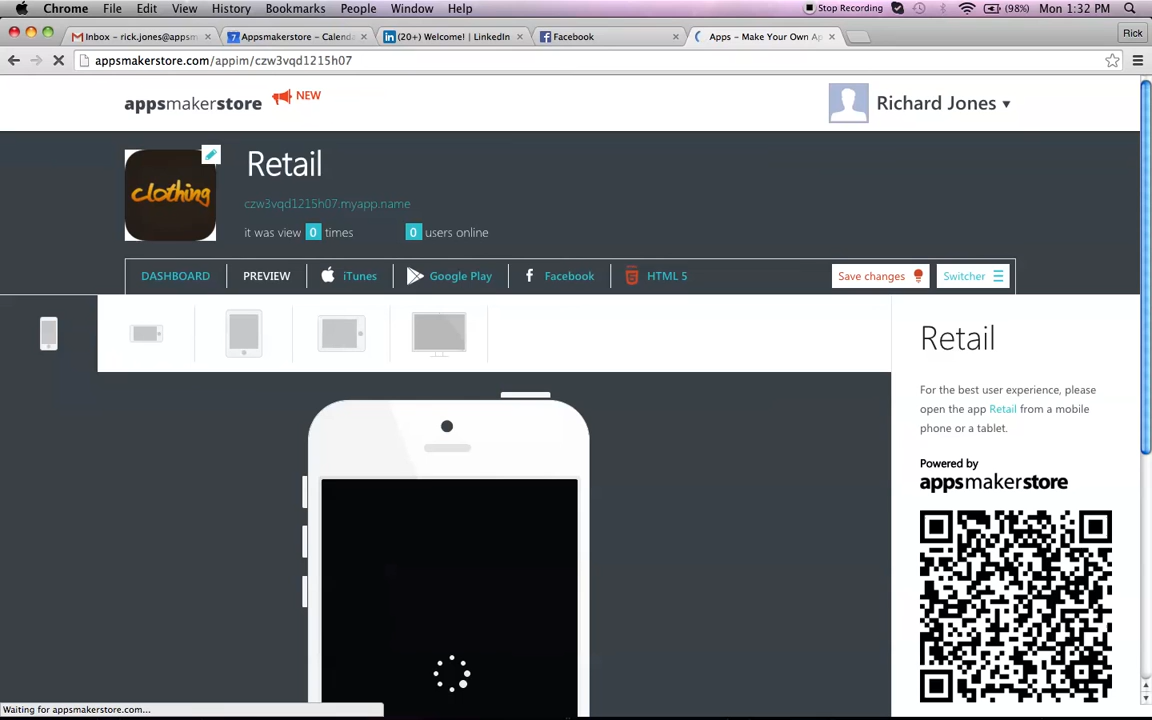 Chrome File Edit View History Bookmarks People Window Help Stop Recording (98%) Mon 1:32 PM
Inbox - rick.jones@appsm Appsmakerstore - Calenda (20+) Welcome! | LinkedIn Facebook Apps - Make Your Own Ap Rick
appsmakerstore.com/appim/czw3vqd1215h07
appsmakerstore NEW Richard Jones
clothing
Retail
czw3vqd1215h07.myapp.name
it was view 0 times 0 users online
DASHBOARD PREVIEW iTunes Google Play Facebook HTML 5 Save changes Switcher
Retail
For the best user experience, please
open the app Retail from a mobile
phone or a tablet.
Powered by
appsmakerstore
Waiting for appsmakerstore.com...